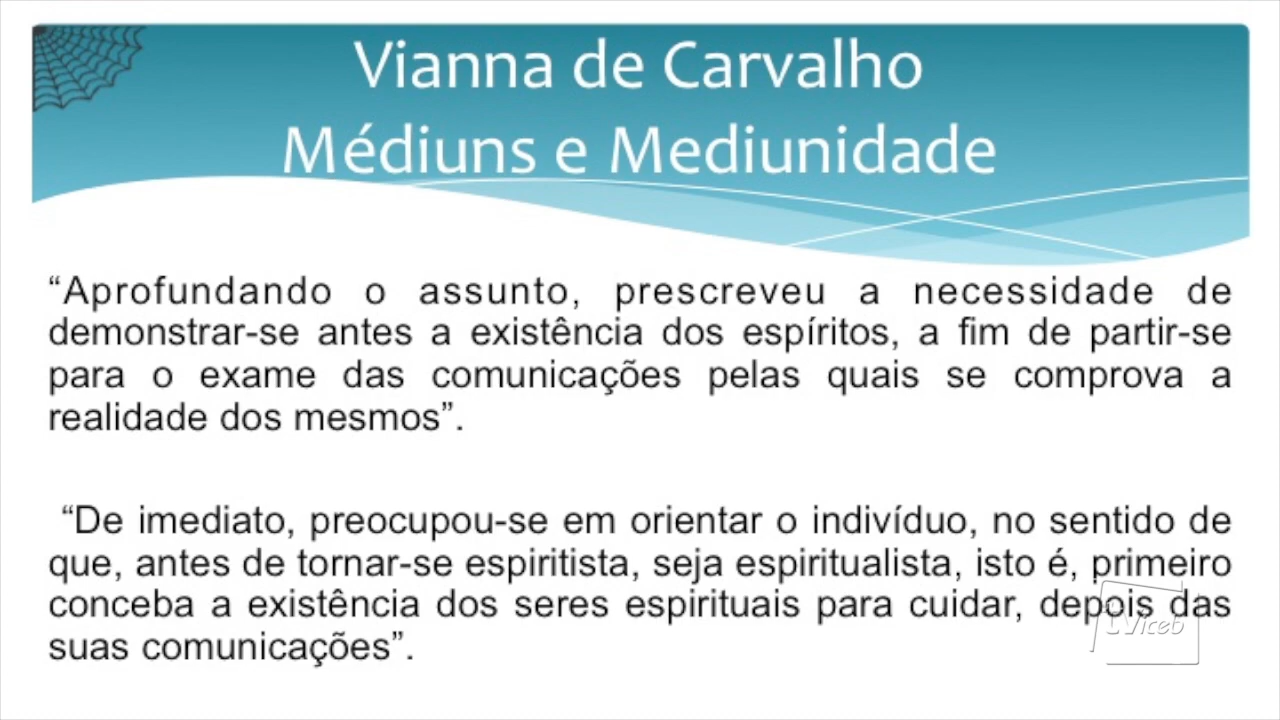 Vianna de Carvalho
Médiuns e Mediunidade
“Aprofundando o assunto, prescreveu a necessidade de
demonstrar-se antes a existência dos espíritos, a fim de partir-se
para o exame das comunicações pelas quais se comprova a
realidade dos mesmos”.
“De imediato, preocupou-se em orientar o indivíduo, no sentido de
que, antes de tornar-se espiritista, seja espiritualista, isto é, primeiro
conceba a existência dos seres espirituais para cuidar, depois das
suas comunicações”.
tviceb